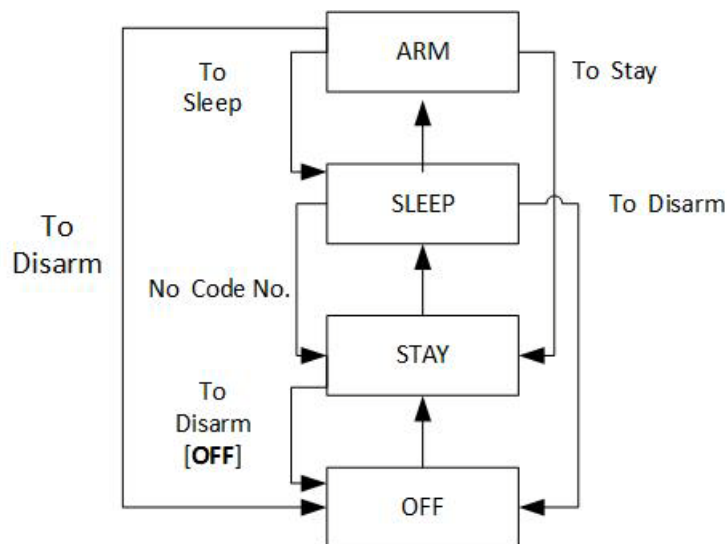 ARM
To
Sleep
To Stay
SLEEP
To Disarm
To
Disarm
No Code No.
STAY
To
Disarm
[OFF]
OFF